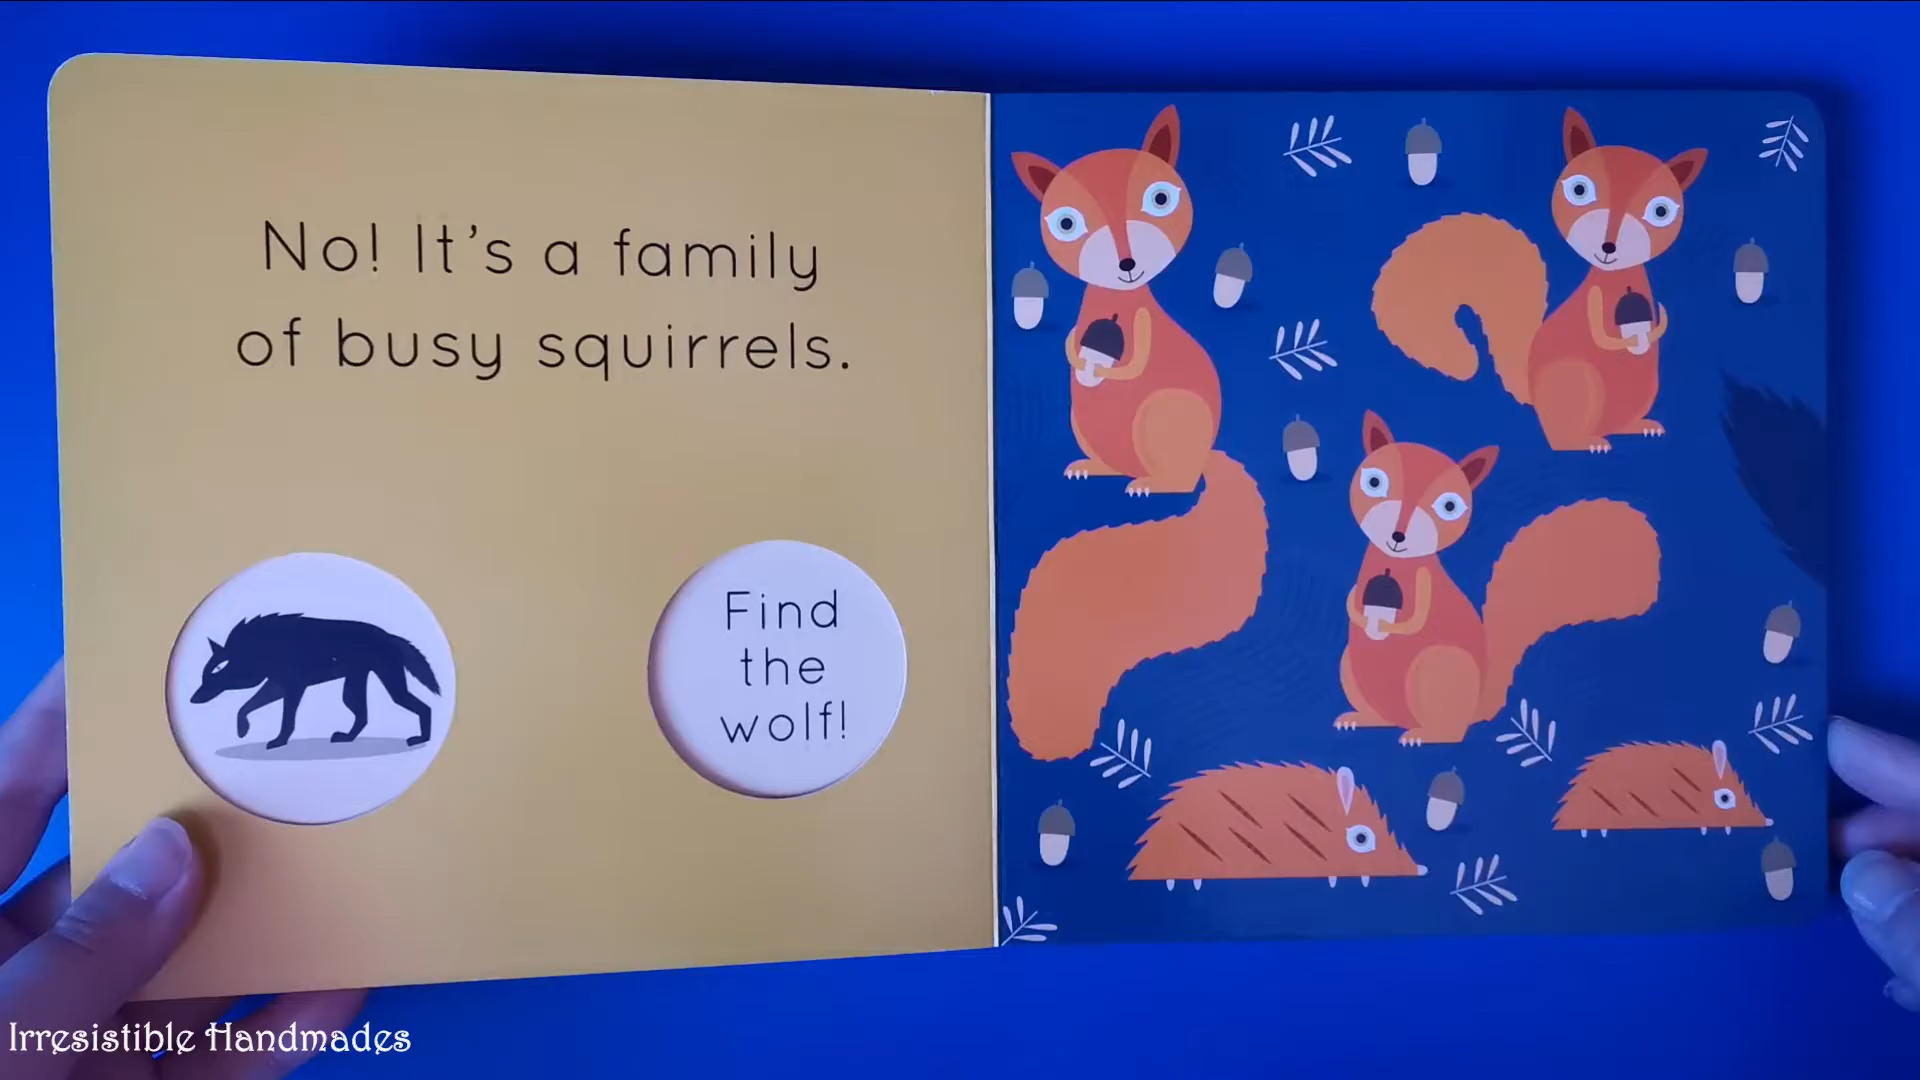 No! It's a family
of busy squirrels.
Find
the
wolf!
Irresistible Handmades